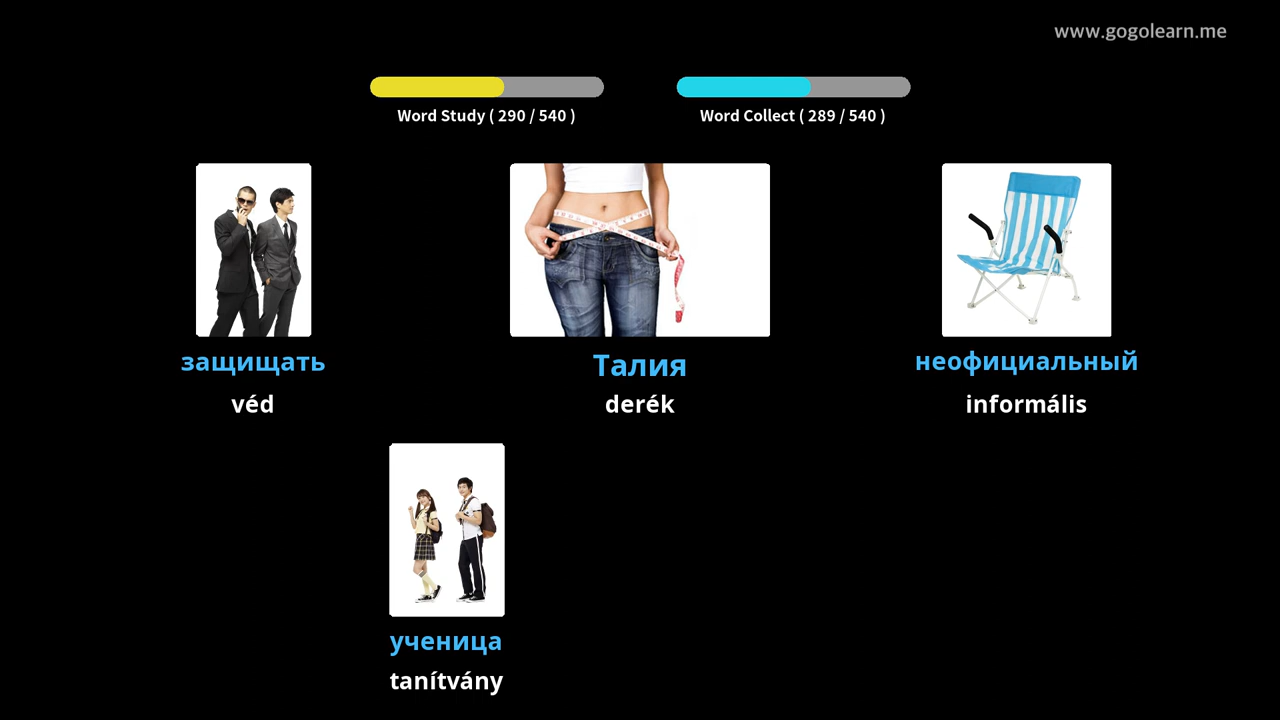 www.gogolearn.me
Word Study ( 290 / 540 )
Word Collect ( 289 / 540 )
защищать
véd
Талия
derék
неофициальный
informális
ученица
tanítvány